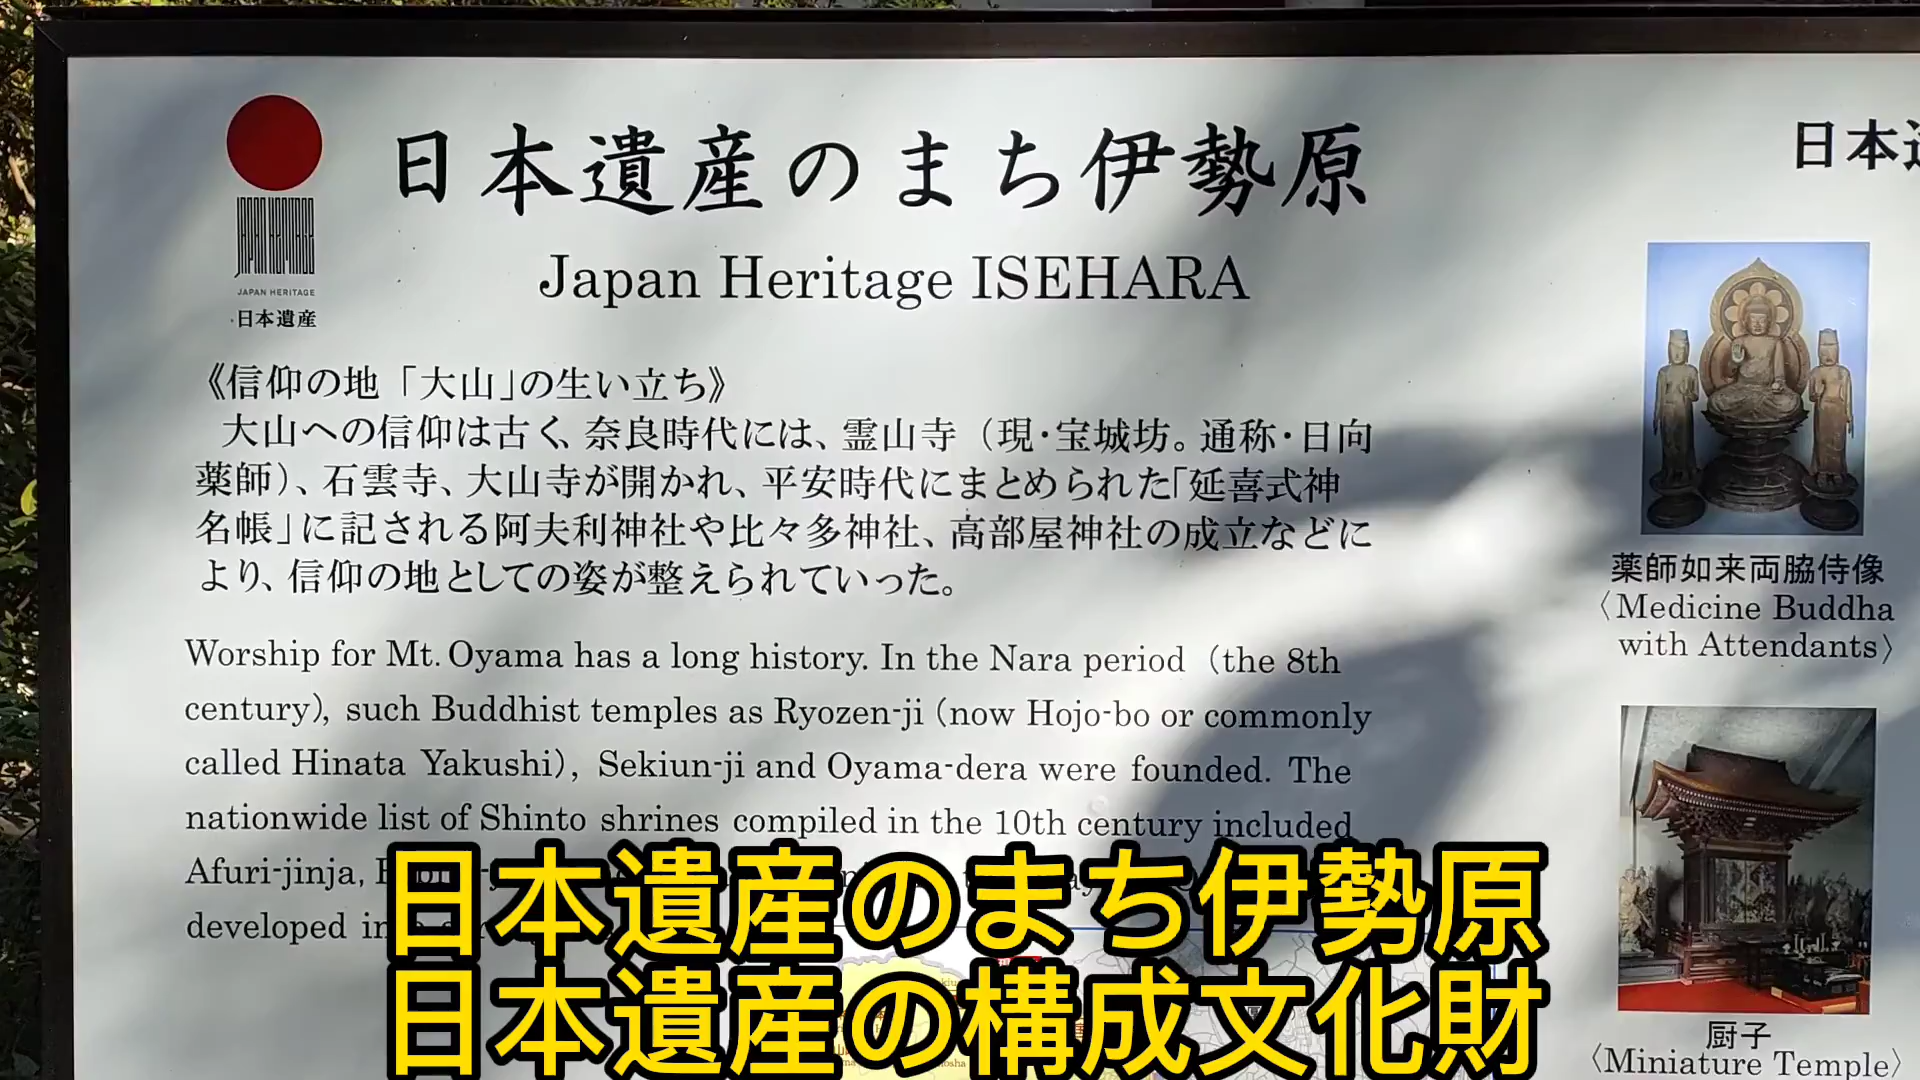 日本遺産のまち伊勢原
Japan Heritage ISEHARA
JAPAN HERITAGE
JAPAN HERITAGE
日本遺産
《信仰の地「大山」の生い立ち》
大山への信仰は古く、奈良時代には、霊山寺（現・宝城坊。通称・日向
薬師）、石雲寺、大山寺が開かれ、平安時代にまとめられた「延喜式神
名帳」に記される阿夫利神社や比々多神社、高部屋神社の成立などに
より、信仰の地としての姿が整えられていった。
Worship for Mt. Oyama has a long history. In the Nara period (the 8th
century), such Buddhist temples as Ryozen-ji (now Hojo-bo or commonly
called Hinata Yakushi), Sekiun-ji and Oyama-dera were founded. The
nationwide list of Shinto shrines compiled in the 10th century included
Afuri-jinja,
developed in
日本
薬師如来両脇侍像
〈Medicine Buddha
with Attendants〉
厨子
〈Miniature Temple〉
日本遺産のまち伊勢原
日本遺産の構成文化財